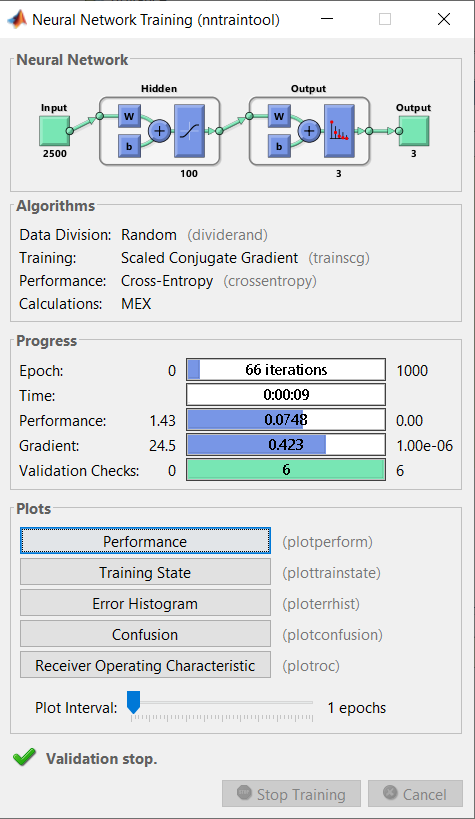 Neural Network Training (nntraintool)
Neural Network
Hidden Output
Input Output
W W
+ +
b b
2500 3
100 3
Algorithms
Data Division: Random (dividerand)
Training: Scaled Conjugate Gradient (trainscg)
Performance: Cross-Entropy (crossentropy)
Calculations: MEX
Progress
Epoch: 0 66 iterations 1000
Time: 0:00:09
Performance: 1.43 0.0748 0.00
Gradient: 24.5 0.423 1.00e-06
Validation Checks: 0 6 6
Plots
Performance (plotperform)
Training State (plottrainstate)
Error Histogram (ploterrhist)
Confusion (plotconfusion)
Receiver Operating Characteristic (plotroc)
Plot Interval: 1 epochs
Validation stop.
Stop Training Cancel